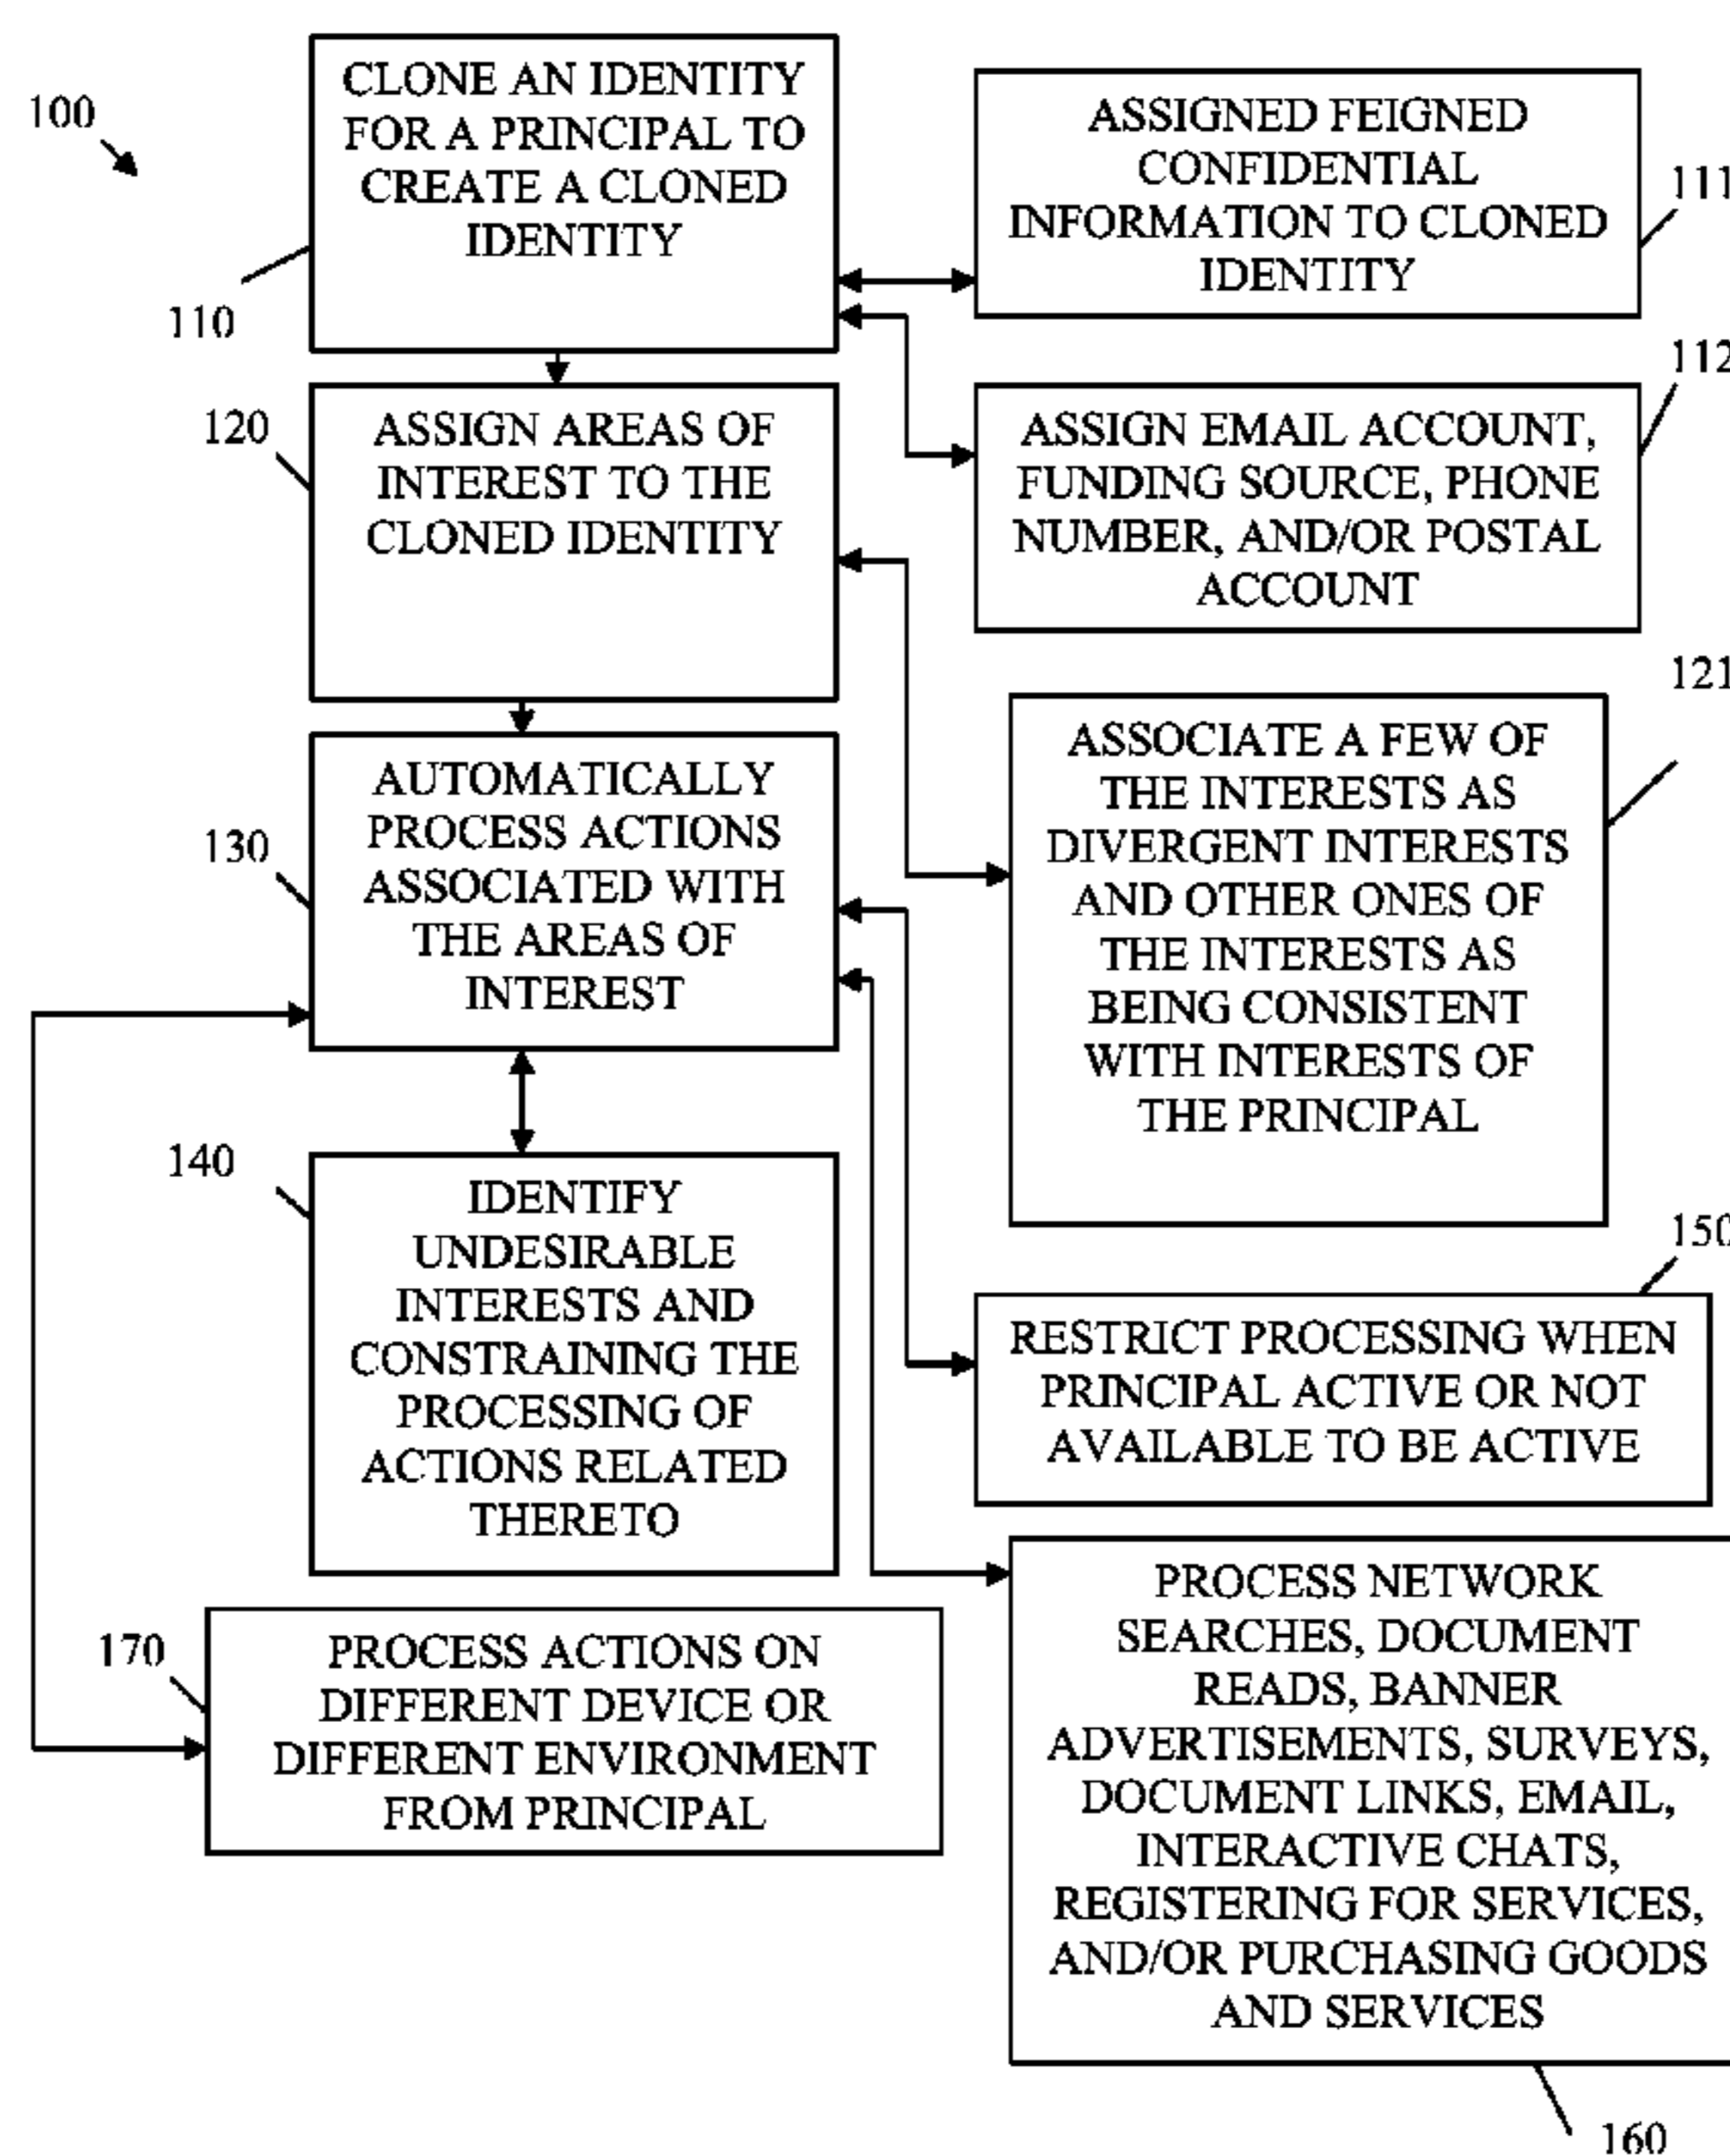 100
CLONE AN IDENTITY
FOR A PRINCIPAL TO
CREATE A CLONED
IDENTITY
110
ASSIGNED FEIGNED
CONFIDENTIAL
INFORMATION TO CLONED
IDENTITY
111
112
ASSIGN EMAIL ACCOUNT,
FUNDING SOURCE, PHONE
NUMBER, AND/OR POSTAL
ACCOUNT
120
ASSIGN AREAS OF
INTEREST TO THE
CLONED IDENTITY
121
ASSOCIATE A FEW OF
THE INTERESTS AS
DIVERGENT INTERESTS
AND OTHER ONES OF
THE INTERESTS AS
BEING CONSISTENT
WITH INTERESTS OF
THE PRINCIPAL
130
AUTOMATICALLY
PROCESS ACTIONS
ASSOCIATED WITH
THE AREAS OF
INTEREST
140
IDENTIFY
UNDESIRABLE
INTERESTS AND
CONSTRAINING THE
PROCESSING OF
ACTIONS RELATED
THERETO
150
RESTRICT PROCESSING WHEN
PRINCIPAL ACTIVE OR NOT
AVAILABLE TO BE ACTIVE
170
PROCESS ACTIONS ON
DIFFERENT DEVICE OR
DIFFERENT ENVIRONMENT
FROM PRINCIPAL
PROCESS NETWORK
SEARCHES, DOCUMENT
READS, BANNER
ADVERTISEMENTS, SURVEYS,
DOCUMENT LINKS, EMAIL,
INTERACTIVE CHATS,
REGISTERING FOR SERVICES,
AND/OR PURCHASING GOODS
AND SERVICES
160